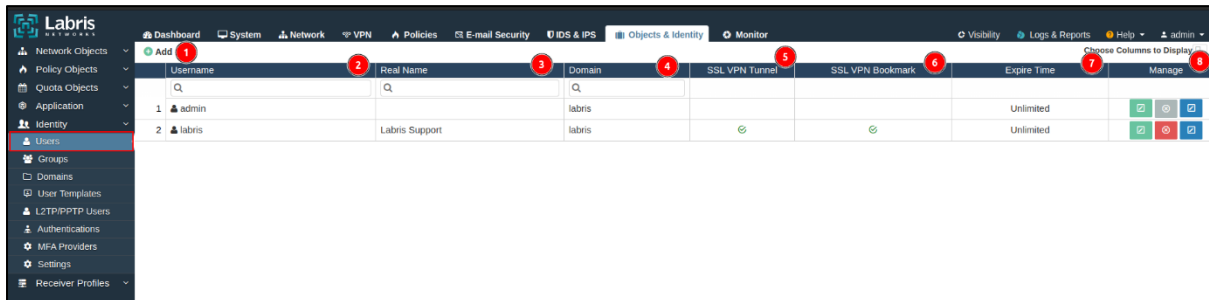 Labris
NETWORKS
Dashboard System Network VPN Policies E-mail Security IDS & IPS Objects & Identity Monitor Visibility Logs & Reports Help admin
Network Objects
Policy Objects
Quota Objects
Application
Identity
Users
Groups
Domains
User Templates
L2TP/PPTP Users
Authentications
MFA Providers
Settings
Receiver Profiles
Add 1 Choose Columns to Display
Username 2 Real Name 3 Domain 4 SSL VPN Tunnel 5 SSL VPN Bookmark 6 Expire Time 7 Manage 8
1 admin labris Unlimited
2 labris Labris Support labris Unlimited